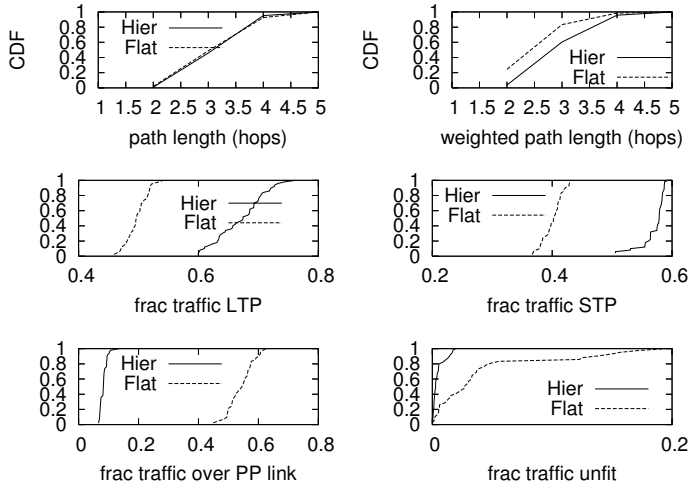 CDF
1
0.8
0.6
0.4
0.2
0
Hier
Flat
1 1.5 2 2.5 3 3.5 4 4.5 5
path length (hops)
CDF
1
0.8
0.6
0.4
0.2
0
Hier
Flat
1 1.5 2 2.5 3 3.5 4 4.5 5
weighted path length (hops)
1
0.8
0.6
0.4
0.2
0
Hier
Flat
0.4 0.6 0.8
frac traffic LTP
1
0.8
0.6
0.4
0.2
0
Hier
Flat
0.2 0.4 0.6
frac traffic STP
1
0.8
0.6
0.4
0.2
0
Hier
Flat
0 0.2 0.4 0.6 0.8
frac traffic over PP link
1
0.8
0.6
0.4
0.2
0
Hier
Flat
0 0.2
frac traffic unfit